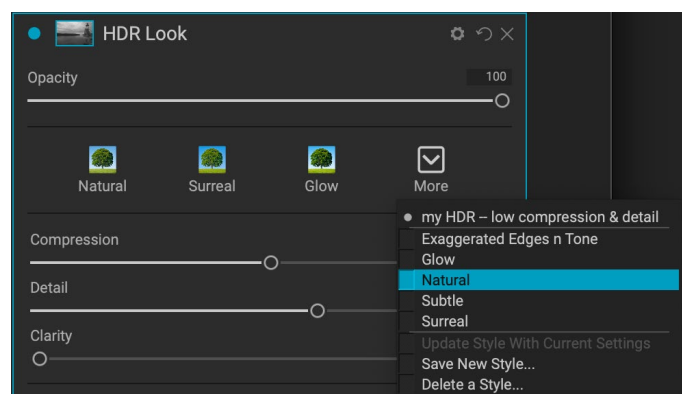 HDR Look
Opacity
100
Natural Surreal Glow More
my HDR – low compression & detail
Exaggerated Edges n Tone
Compression
Glow
Natural
Detail
Subtle
Surreal
Clarity
Update Style With Current Settings
Save New Style...
Delete a Style...